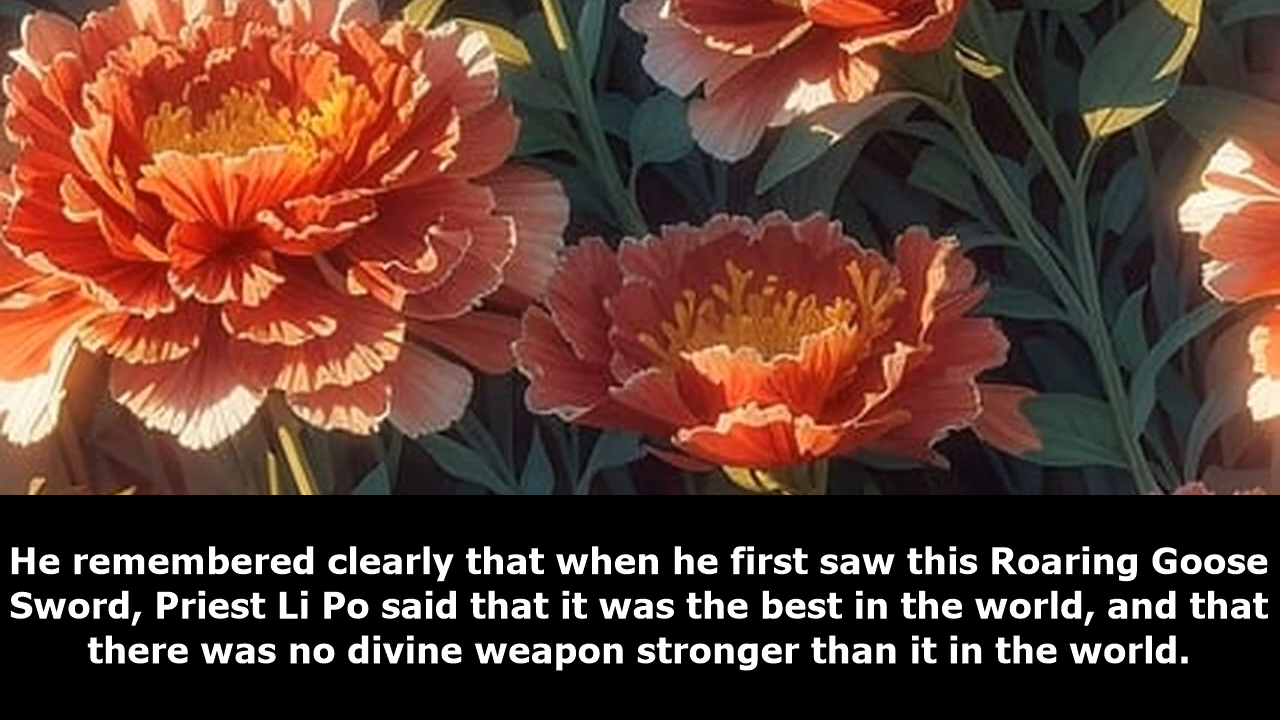 He remembered clearly that when he first saw this Roaring Goose
Sword, Priest Li Po said that it was the best in the world, and that
there was no divine weapon stronger than it in the world.